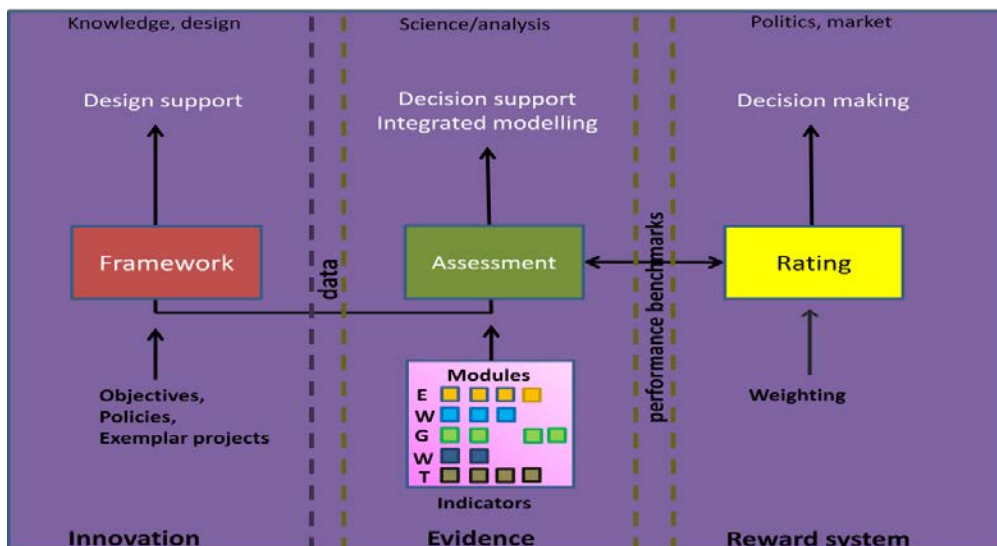 Knowledge, design
Science/analysis
Politics, market
Design support
Decision support
Integrated modelling
Decision making
Framework
data
Assessment
performance benchmarks
Rating
Objectives,
Policies,
Exemplar projects
Modules
E
W
G
W
T
Indicators
Weighting
Innovation
Evidence
Reward system